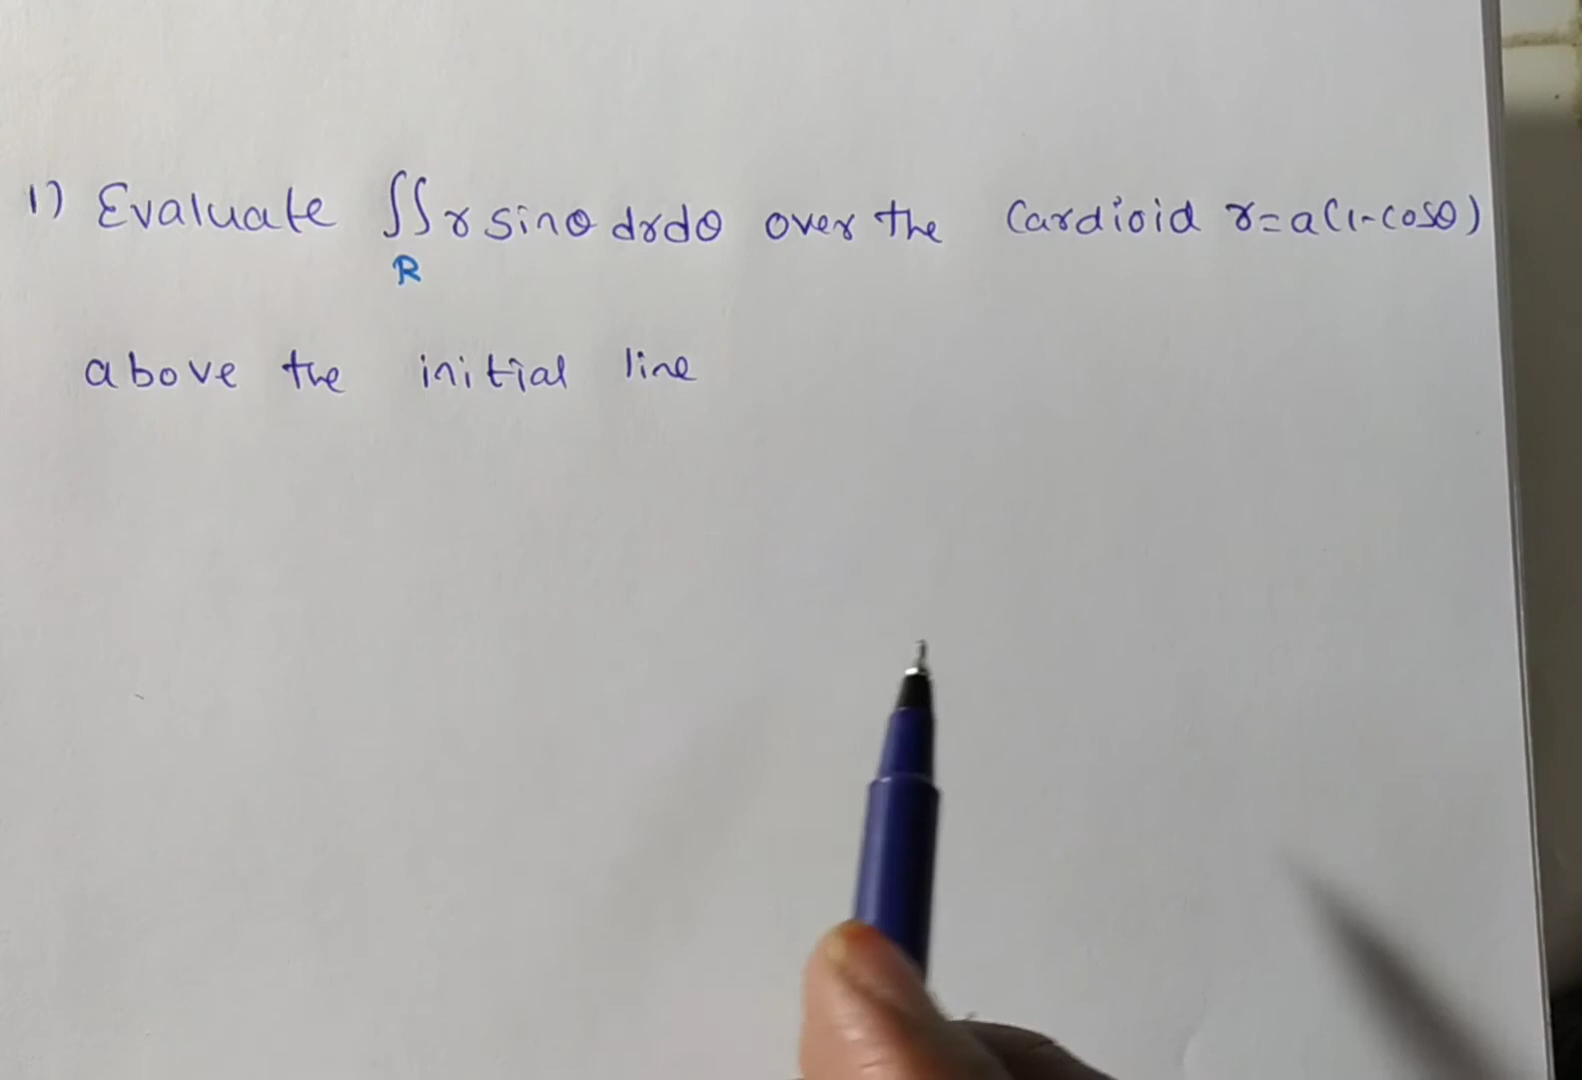 1) Evaluate ∬ r sinθ drdθ over the Cardioid r=a(1-cosθ)
R
above the initial line